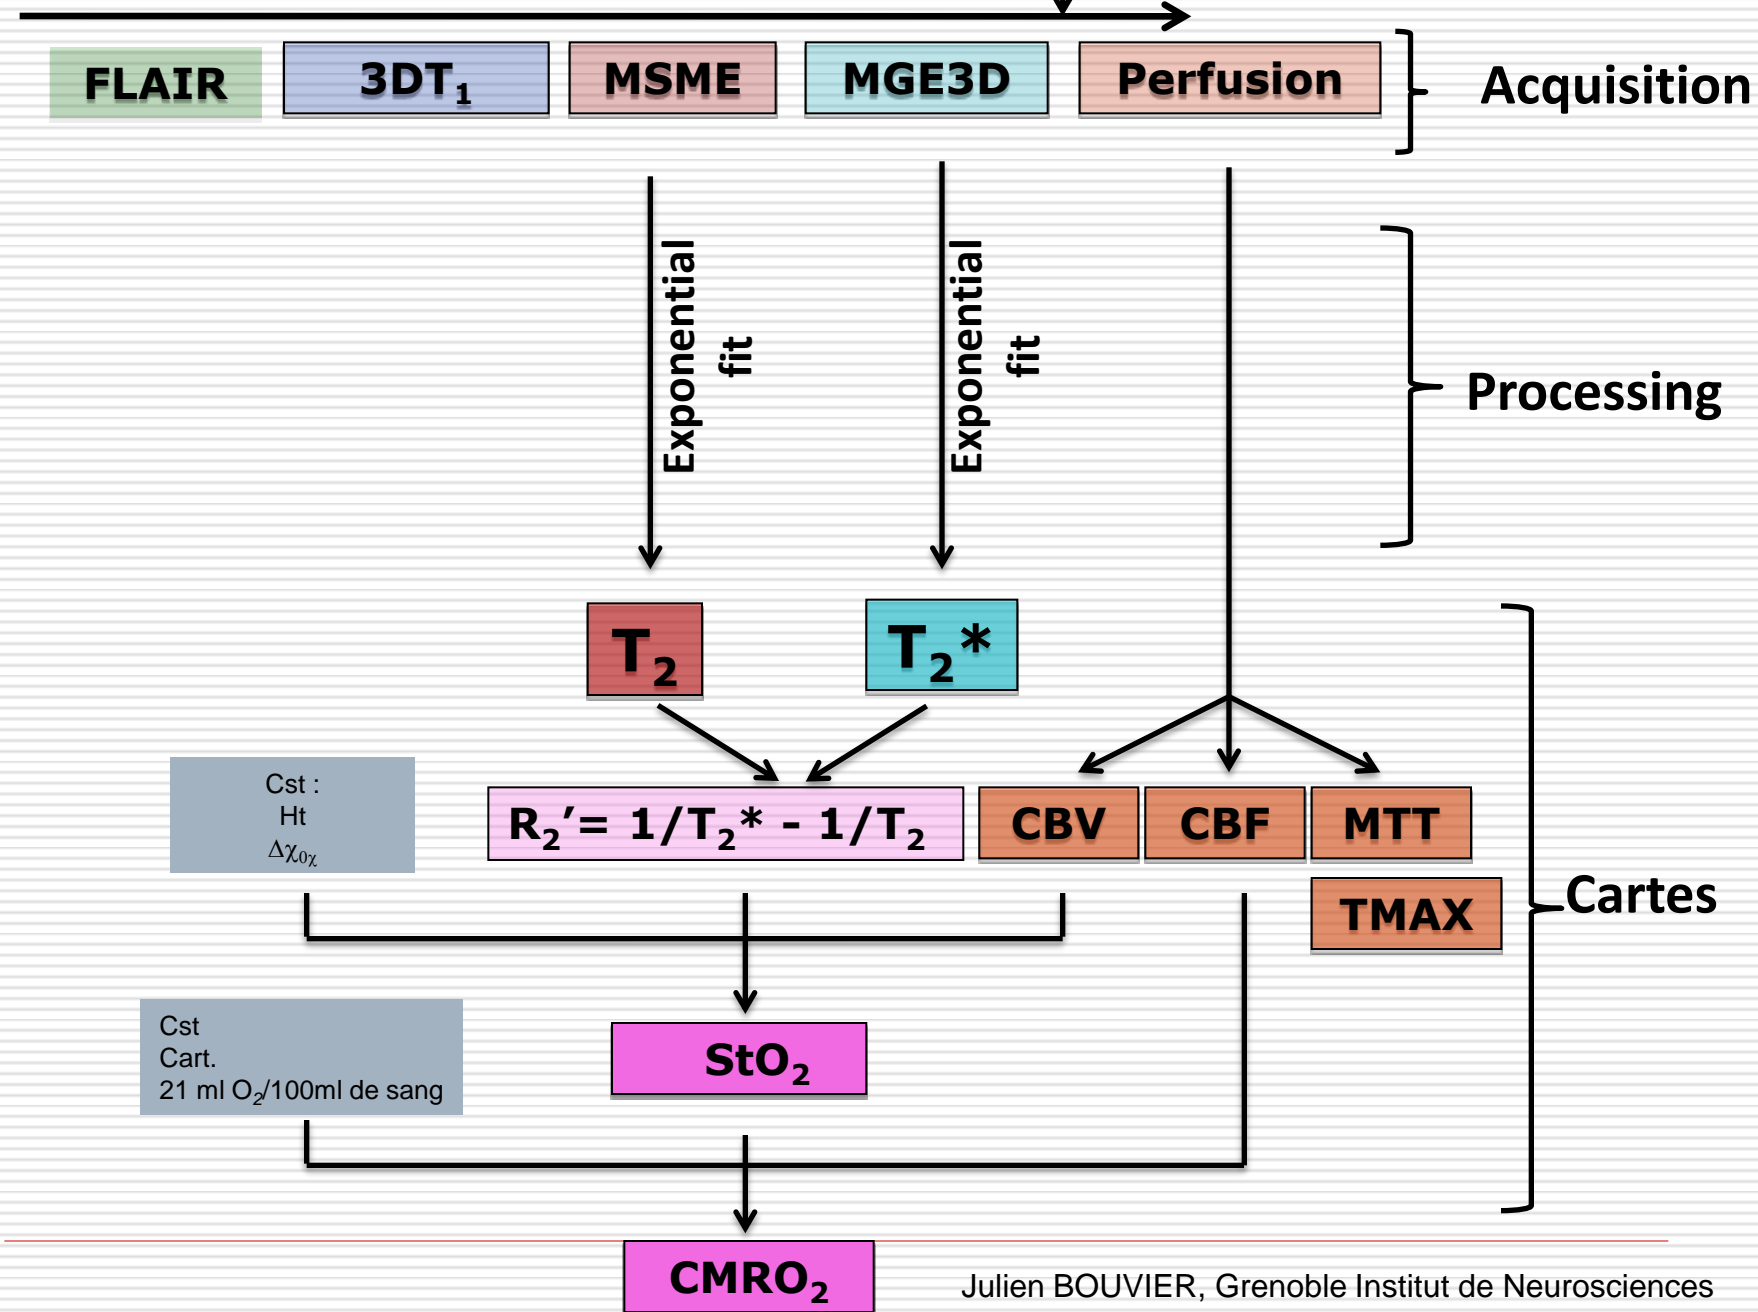 FLAIR
3DT₁
MSME
MGE3D
Perfusion
Acquisition
Exponential
fit
Exponential
fit
Processing
T₂
T₂*
Cst :
Ht
Δχ₀χ
R₂’= 1/T₂* - 1/T₂
CBV
CBF
MTT
TMAX
Cartes
Cst
Cart.
21 ml O₂/100ml de sang
StO₂
CMRO₂
Julien BOUVIER, Grenoble Institut de Neurosciences